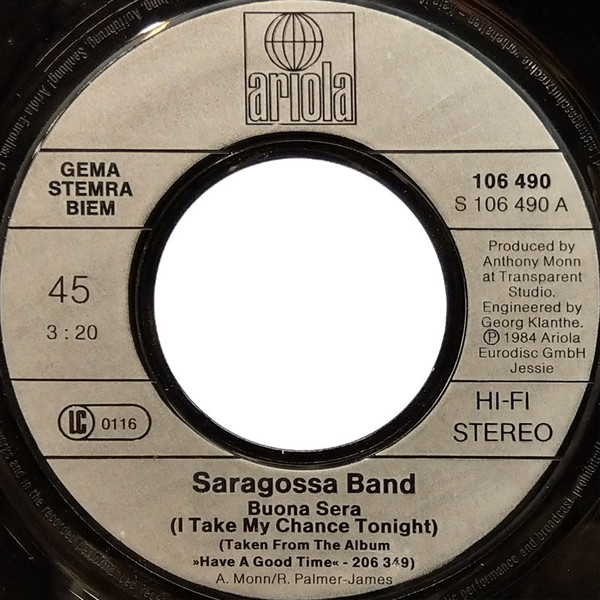 ariola
GEMA
STEMRA
BIEM
106 490
S 106 490 A
45
3 : 20
Produced by
Anthony Monn
at Transparent
Studio.
Engineered by
Georg Klanthe.
Ⓟ 1984 Ariola
Eurodisc GmbH
Jessie
LC 0116
HI-FI
STEREO
Saragossa Band
Buona Sera
(I Take My Chance Tonight)
(Taken From The Album
»Have A Good Time« - 206 349)
A. Monn/R. Palmer-James